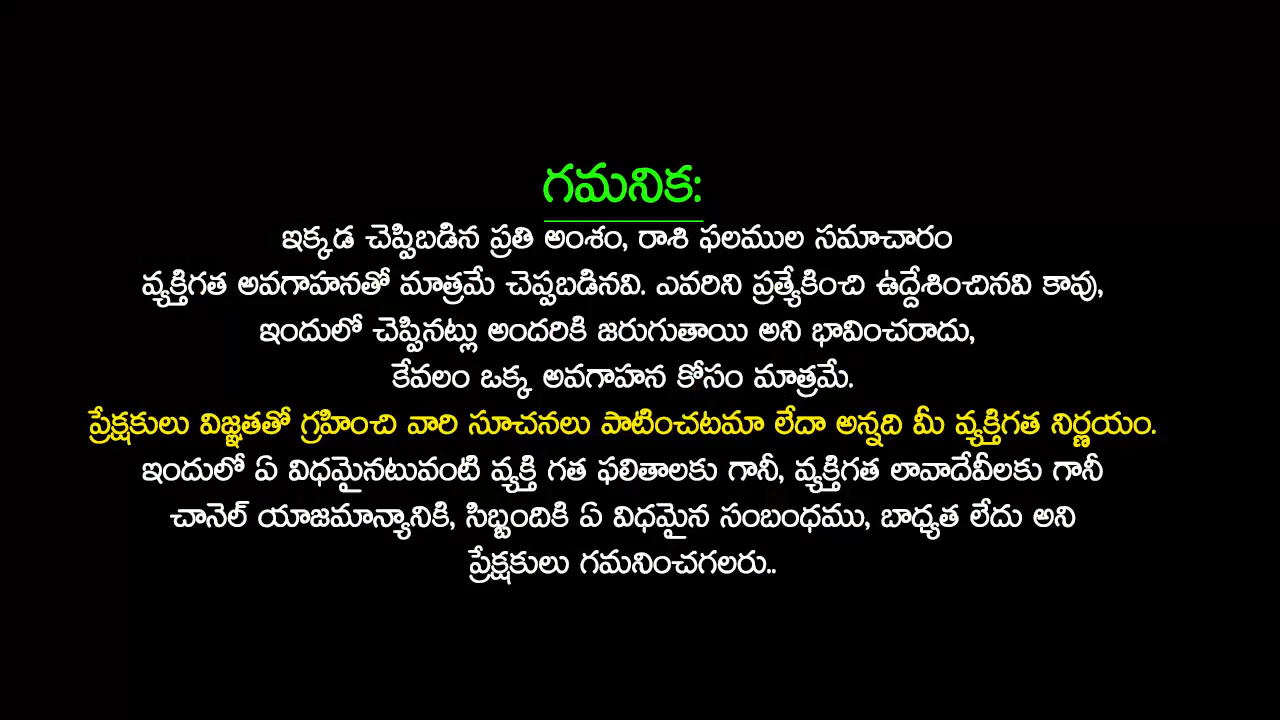 గమనిక:
ఇక్కడ చెప్పిబడిన ప్రతి అంశం, రాశి ఫలముల సమాచారం
వ్యక్తిగత అవగాహనతో మాత్రమే చెప్పబడినవి. ఎవరిని ప్రత్యేకించి ఉద్దేశించినవి కావు,
ఇందులో చెప్పినట్లు అందరికి జరుగుతాయి అని భావించరాదు,
కేవలం ఒక్క అవగాహన కోసం మాత్రమే.
ప్రేక్షకులు విజ్ఞతతో గ్రహించి వారి సూచనలు పాటించటమా లేదా అన్నది మీ వ్యక్తిగత నిర్ణయం.
ఇందులో ఏ విధమైనటువంటి వ్యక్తి గత ఫలితాలకు గానీ, వ్యక్తిగత లావాదేవీలకు గానీ
చానెల్ యాజమాన్యానికి, సిబ్బందికి ఏ విధమైన సంబంధము, బాధ్యత లేదు అని
ప్రేక్షకులు గమనించగలరు..